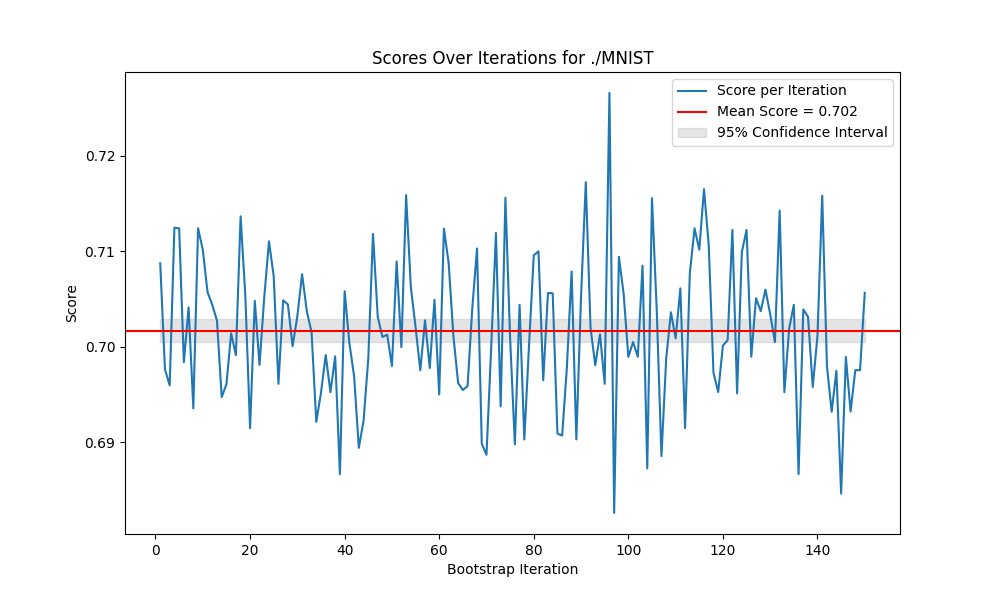 Scores Over Iterations for ./MNIST
Score per Iteration
Mean Score = 0.702
95% Confidence Interval
Score
0.72
0.71
0.70
0.69
0 20 40 60 80 100 120 140
Bootstrap Iteration